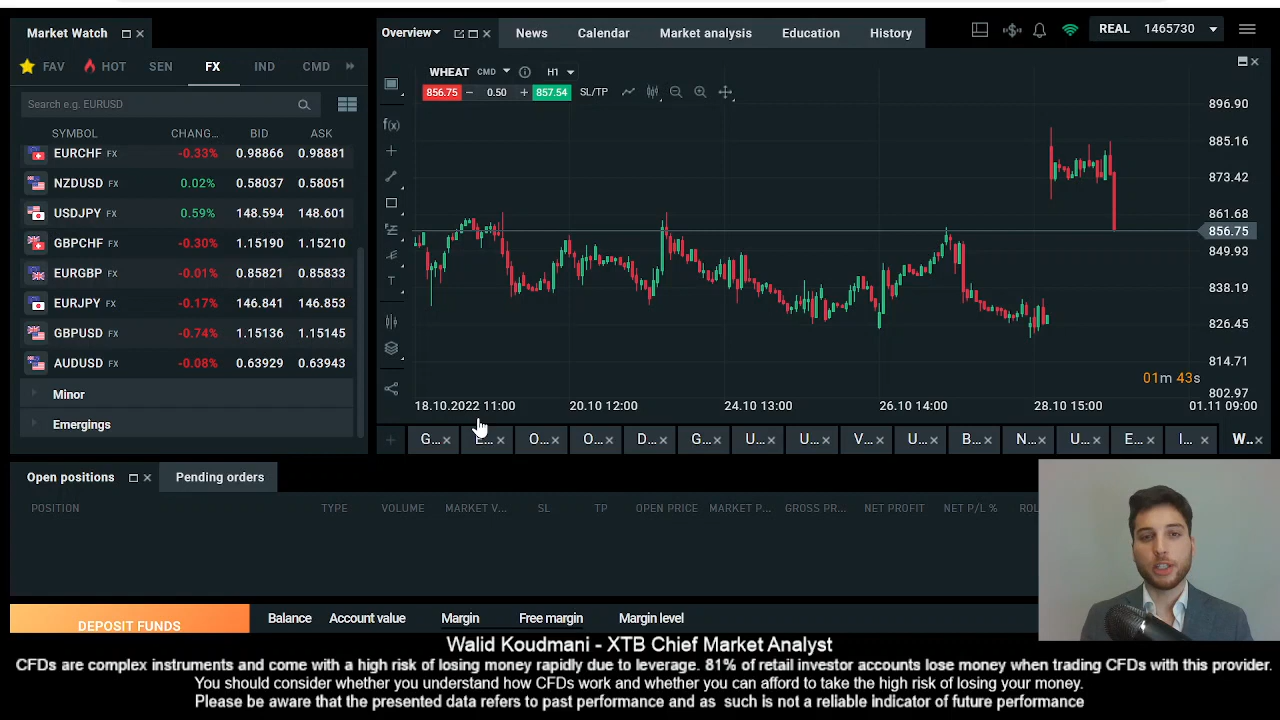 Market Watch
Overview
News
Calendar
Market analysis
Education
History
REAL 1465730
FAV
HOT
SEN
FX
IND
CMD
Search e.g. EURUSD
SYMBOL CHANG... BID ASK
EURCHF FX -0.33% 0.98866 0.98881
NZDUSD FX 0.02% 0.58037 0.58051
USDJPY FX 0.59% 148.594 148.601
GBPCHF FX -0.30% 1.15190 1.15210
EURGBP FX -0.01% 0.85821 0.85833
EURJPY FX -0.17% 146.841 146.853
GBPUSD FX -0.74% 1.15136 1.15145
AUDUSD FX -0.08% 0.63929 0.63943
Minor
Emergings
WHEAT CMD H1
856.75 – 0.50 + 857.54 SL/TP
f(x)
T
896.90
885.16
873.42
861.68
856.75
849.93
838.19
826.45
814.71
802.97
01m 43s
18.10.2022 11:00 20.10 12:00 24.10 13:00 26.10 14:00 28.10 15:00 01.11 09:00
G... E... O... O... D... G... U... U... V... U... B... N... U... E... I... W...
Open positions
Pending orders
POSITION TYPE VOLUME MARKET V... SL TP OPEN PRICE MARKET P... GROSS PR... NET PROFIT NET P/L % ROL
DEPOSIT FUNDS
Balance Account value Margin Free margin Margin level
Walid Koudmani - XTB Chief Market Analyst
CFDs are complex instruments and come with a high risk of losing money rapidly due to leverage. 81% of retail investor accounts lose money when trading CFDs with this provider.
You should consider whether you understand how CFDs work and whether you can afford to take the high risk of losing your money.
Please be aware that the presented data refers to past performance and as such is not a reliable indicator of future performance